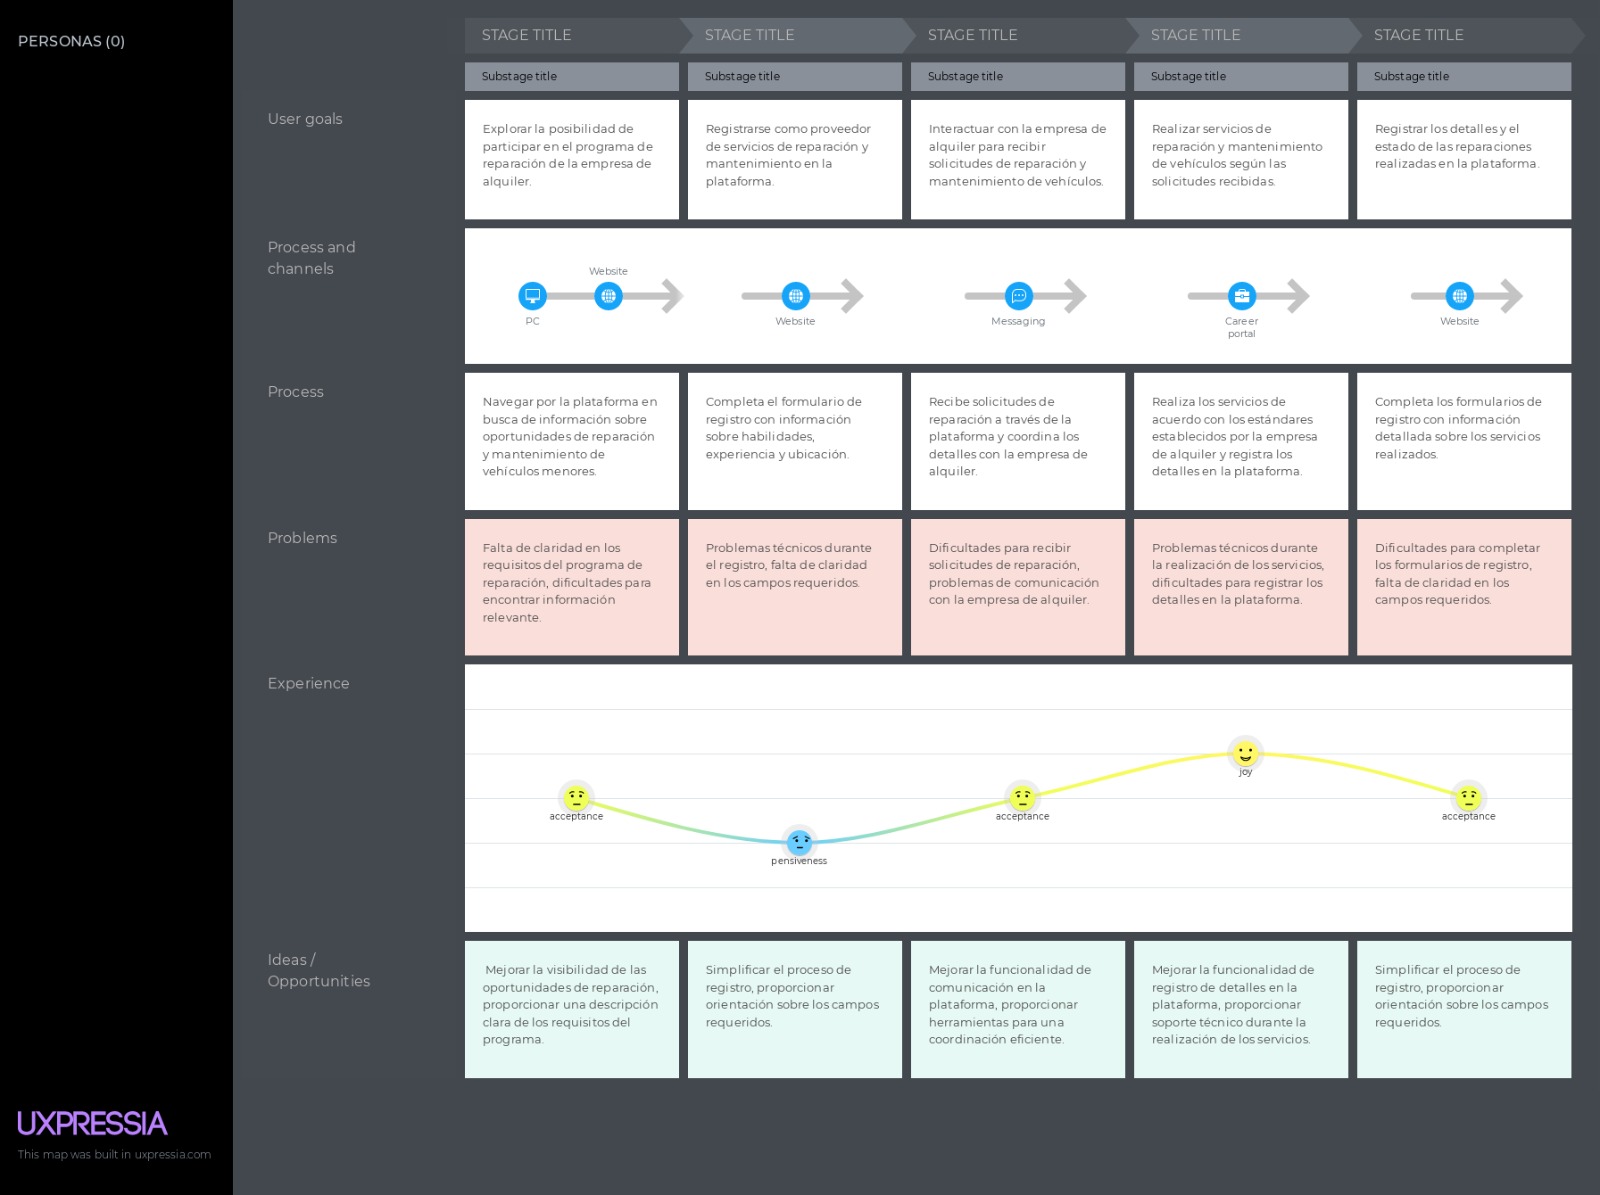 PERSONAS (0)
STAGE TITLE
STAGE TITLE
STAGE TITLE
STAGE TITLE
STAGE TITLE
Substage title
Substage title
Substage title
Substage title
Substage title
User goals
Explorar la posibilidad de
participar en el programa de
reparación de la empresa de
alquiler.
Registrarse como proveedor
de servicios de reparación y
mantenimiento en la
plataforma.
Interactuar con la empresa de
alquiler para recibir
solicitudes de reparación y
mantenimiento de vehículos.
Realizar servicios de
reparación y mantenimiento
de vehículos según las
solicitudes recibidas.
Registrar los detalles y el
estado de las reparaciones
realizadas en la plataforma.
Process and
channels
PC
Website
Website
Messaging
Career
portal
Website
Process
Navegar por la plataforma en
busca de información sobre
oportunidades de reparación
y mantenimiento de
vehículos menores.
Completa el formulario de
registro con información
sobre habilidades,
experiencia y ubicación.
Recibe solicitudes de
reparación a través de la
plataforma y coordina los
detalles con la empresa de
alquiler.
Realiza los servicios de
acuerdo con los estándares
establecidos por la empresa
de alquiler y registra los
detalles en la plataforma.
Completa los formularios de
registro con información
detallada sobre los servicios
realizados.
Problems
Falta de claridad en los
requisitos del programa de
reparación, dificultades para
encontrar información
relevante.
Problemas técnicos durante
el registro, falta de claridad
en los campos requeridos.
Dificultades para recibir
solicitudes de reparación,
problemas de comunicación
con la empresa de alquiler.
Problemas técnicos durante
la realización de los servicios,
dificultades para registrar los
detalles en la plataforma.
Dificultades para completar
los formularios de registro,
falta de claridad en los
campos requeridos.
Experience
acceptance
pensiveness
acceptance
joy
acceptance
Ideas /
Opportunities
Mejorar la visibilidad de las
oportunidades de reparación,
proporcionar una descripción
clara de los requisitos del
programa.
Simplificar el proceso de
registro, proporcionar
orientación sobre los campos
requeridos.
Mejorar la funcionalidad de
comunicación en la
plataforma, proporcionar
herramientas para una
coordinación eficiente.
Mejorar la funcionalidad de
registro de detalles en la
plataforma, proporcionar
soporte técnico durante la
realización de los servicios.
Simplificar el proceso de
registro, proporcionar
orientación sobre los campos
requeridos.
UXPRESSIA
This map was built in uxpressia.com